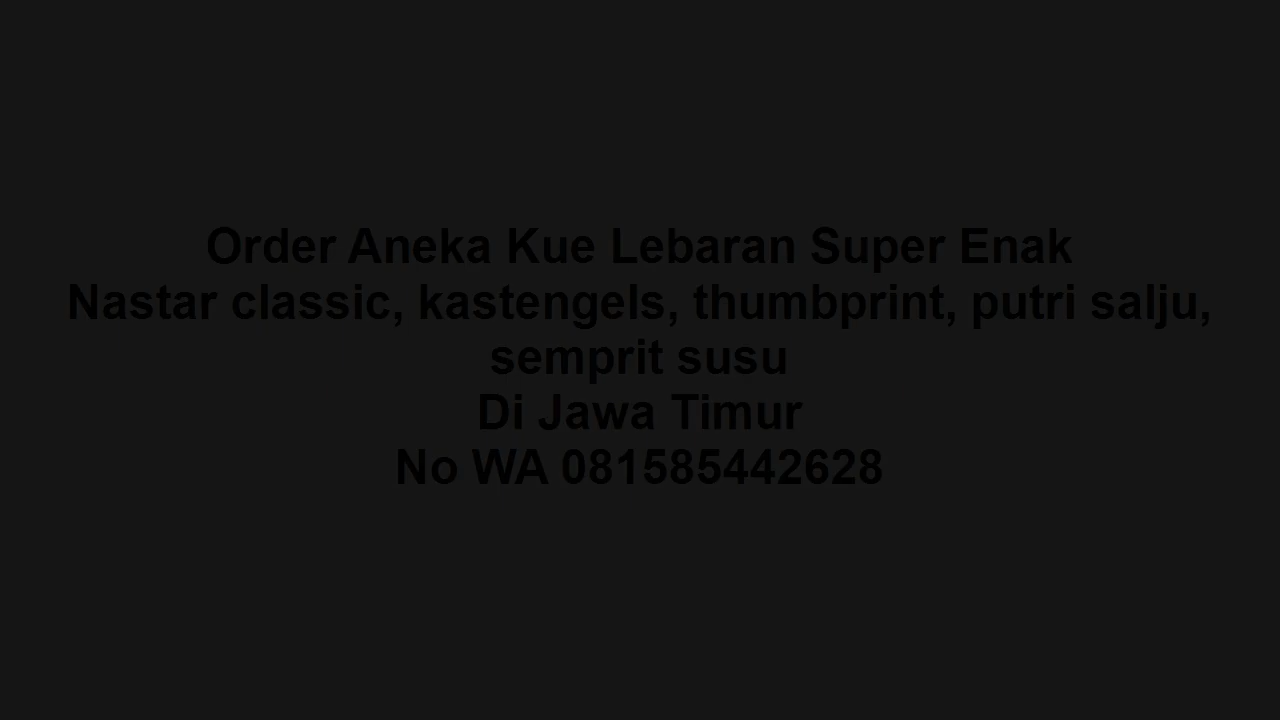 Order Aneka Kue Lebaran Super Enak
Nastar classic, kastengels, thumbprint, putri salju,
semprit susu
Di Jawa Timur
No WA 081585442628